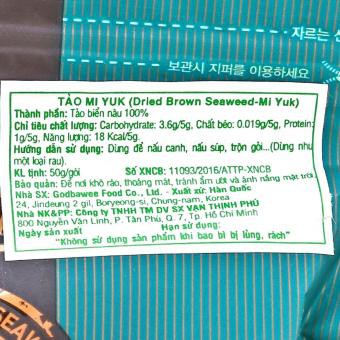 자르는 선
보관시 지퍼를 이용하세요
TẢO MI YUK (Dried Brown Seaweed-Mi Yuk)
Thành phần: Tảo biển nâu 100%
Chỉ tiêu chất lượng: Carbohydrate: 3.6g/5g, Chất béo: 0.019g/5g, Protein:
1g/5g, Năng lượng: 18 Kcal/5g.
Hướng dẫn sử dụng: Dùng để nấu canh, nấu súp, trộn gỏi...(Dùng như
một loại rau).
KL tịnh: 50g/gói Số XNCB: 11093/2016/ATTP-XNCB
Bảo quản: Để nơi khô ráo, thoáng mát, tránh ẩm ướt và ánh nắng mặt trời
Nhà SX: Godbawee Food Co., Ltd. - Xuất xứ: Hàn Quốc
24, Jindeung 2 gil, Boryeong-si, Chung-nam, Korea
Nhà NK&PP: Công ty TNHH TM DV SX VẠN THỊNH PHÚ
800 Nguyễn Văn Linh, P. Tân Phú, Q. 7, Tp. Hồ Chí Minh
Ngày sản xuất Hạn sử dụng:
"Không sử dụng sản phẩm khi bao bì bị lủng, rách"